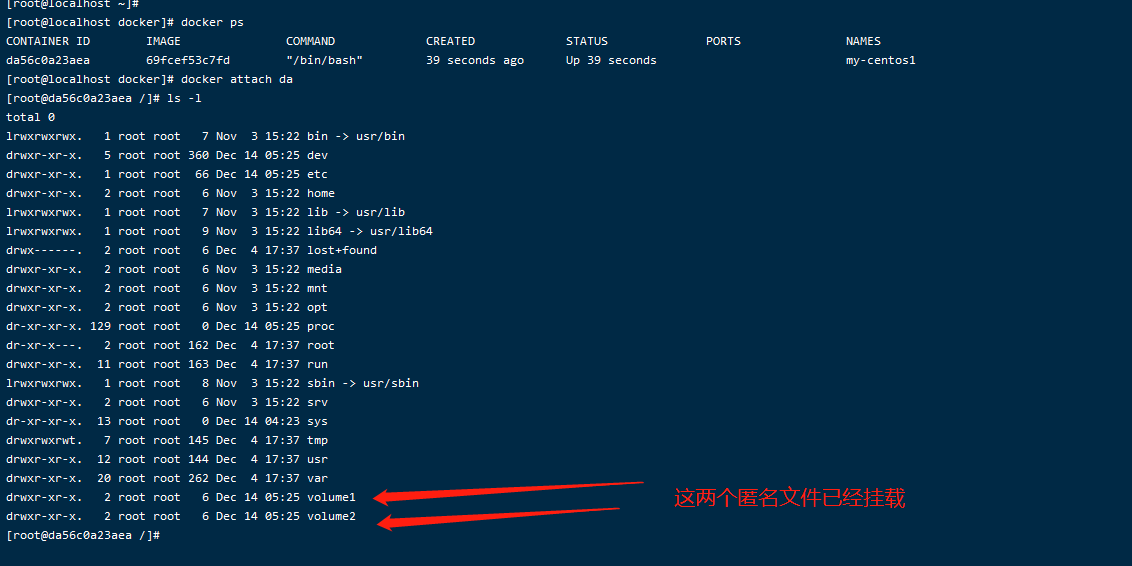 [root@localhost ~]#
[root@localhost docker]# docker ps
CONTAINER ID        IMAGE               COMMAND             CREATED             STATUS              PORTS               NAMES
da56c0a23aea        69fcef53c7fd        "/bin/bash"         39 seconds ago      Up 39 seconds                           my-centos1
[root@localhost docker]# docker attach da
[root@da56c0a23aea /]# ls -l
total 0
lrwxrwxrwx.   1 root root   7 Nov  3 15:22 bin -> usr/bin
drwxr-xr-x.   5 root root 360 Dec 14 05:25 dev
drwxr-xr-x.   1 root root  66 Dec 14 05:25 etc
drwxr-xr-x.   2 root root   6 Nov  3 15:22 home
lrwxrwxrwx.   1 root root   7 Nov  3 15:22 lib -> usr/lib
lrwxrwxrwx.   1 root root   9 Nov  3 15:22 lib64 -> usr/lib64
drwx------.   2 root root   6 Dec  4 17:37 lost+found
drwxr-xr-x.   2 root root   6 Nov  3 15:22 media
drwxr-xr-x.   2 root root   6 Nov  3 15:22 mnt
drwxr-xr-x.   2 root root   6 Nov  3 15:22 opt
dr-xr-xr-x. 129 root root   0 Dec 14 05:25 proc
dr-xr-x---.   2 root root 162 Dec  4 17:37 root
drwxr-xr-x.  11 root root 163 Dec  4 17:37 run
lrwxrwxrwx.   1 root root   8 Nov  3 15:22 sbin -> usr/sbin
drwxr-xr-x.   2 root root   6 Nov  3 15:22 srv
dr-xr-xr-x.  13 root root   0 Dec 14 04:23 sys
drwxrwxrwt.   7 root root 145 Dec  4 17:37 tmp
drwxr-xr-x.  12 root root 144 Dec  4 17:37 usr
drwxr-xr-x.  20 root root 262 Dec  4 17:37 var
drwxr-xr-x.   2 root root   6 Dec 14 05:25 volume1
这两个匿名文件已经挂载
drwxr-xr-x.   2 root root   6 Dec 14 05:25 volume2
[root@da56c0a23aea /]#